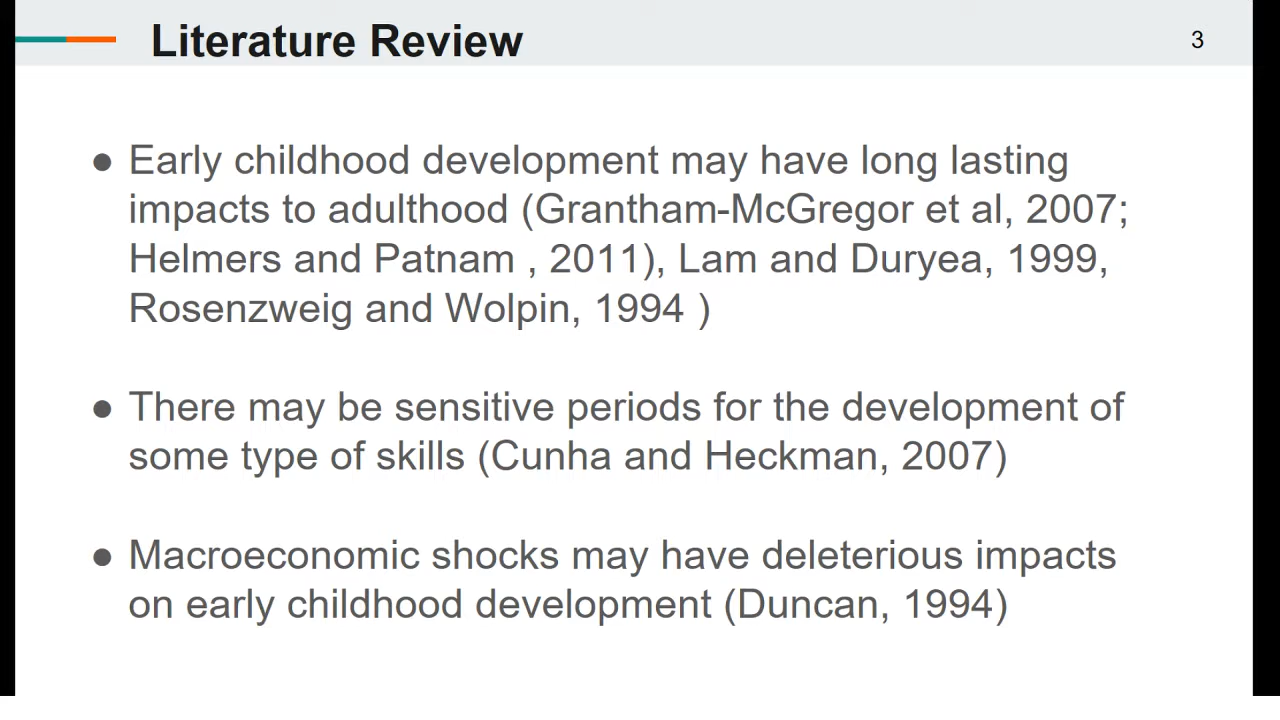 Literature Review
3
● Early childhood development may have long lasting
impacts to adulthood (Grantham-McGregor et al, 2007;
Helmers and Patnam , 2011), Lam and Duryea, 1999,
Rosenzweig and Wolpin, 1994 )
● There may be sensitive periods for the development of
some type of skills (Cunha and Heckman, 2007)
● Macroeconomic shocks may have deleterious impacts
on early childhood development (Duncan, 1994)